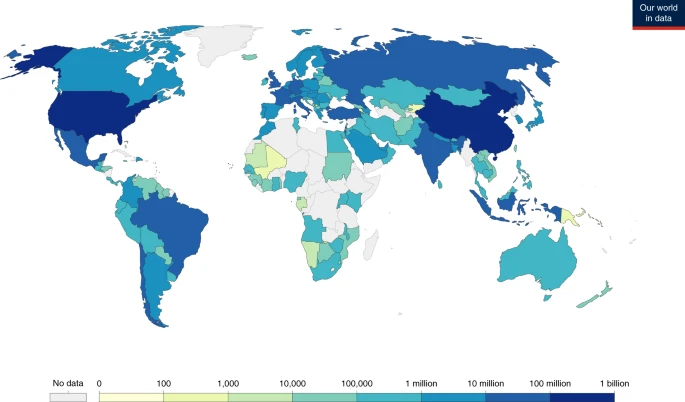 Our world
in data
No data
0
100
1,000
10,000
100,000
1 million
10 million
100 million
1 billion